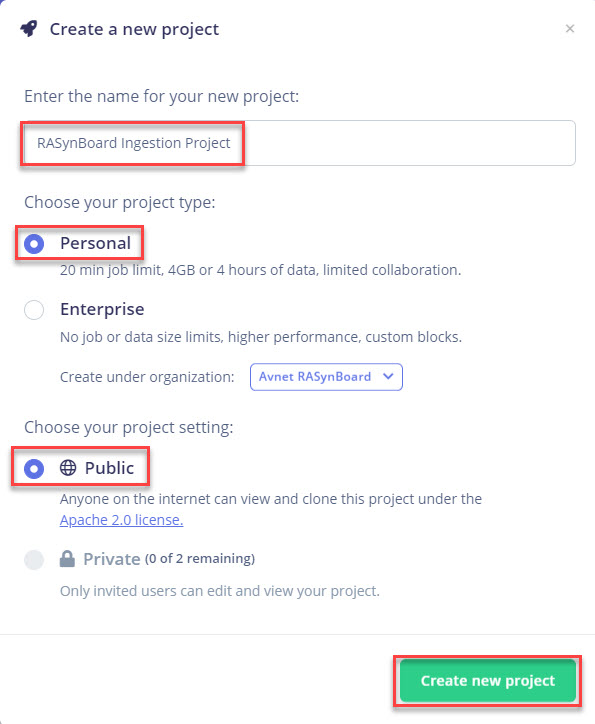 Create a new project
×
Enter the name for your new project:
RASynBoard Ingestion Project
Choose your project type:
Personal
20 min job limit, 4GB or 4 hours of data, limited collaboration.
Enterprise
No job or data size limits, higher performance, custom blocks.
Create under organization: Avnet RASynBoard
Choose your project setting:
Public
Anyone on the internet can view and clone this project under the
Apache 2.0 license.
Private (0 of 2 remaining)
Only invited users can edit and view your project.
Create new project